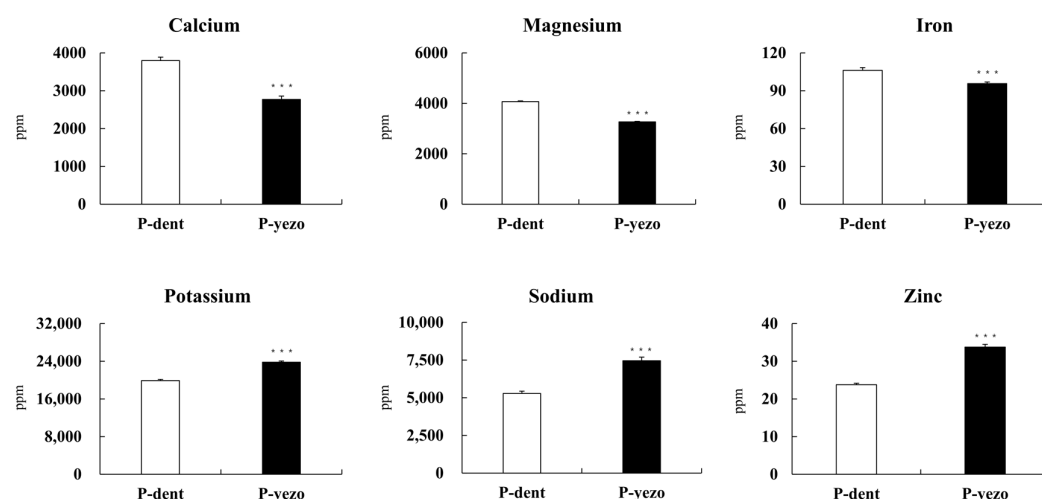 Calcium
4000
3000
2000
1000
0
ppm
* * *
P-dent P-yezo
Magnesium
6000
4000
2000
0
ppm
* * *
P-dent P-yezo
Iron
120
90
60
30
0
ppm
* * *
P-dent P-yezo
Potassium
32,000
24,000
16,000
8,000
0
ppm
* * *
P-dent P-yezo
Sodium
10,000
7,500
5,000
2,500
0
ppm
* * *
P-dent P-yezo
Zinc
40
30
20
10
0
ppm
* * *
P-dent P-yezo